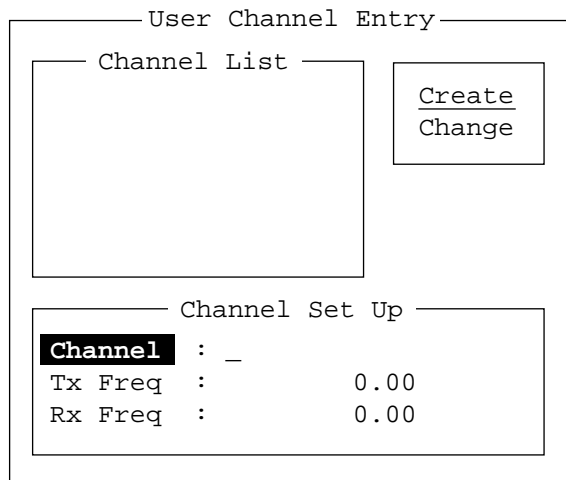 User Channel Entry
Channel List
Create
Change
Channel Set Up
Channel : _
Tx Freq : 0.00
Rx Freq : 0.00